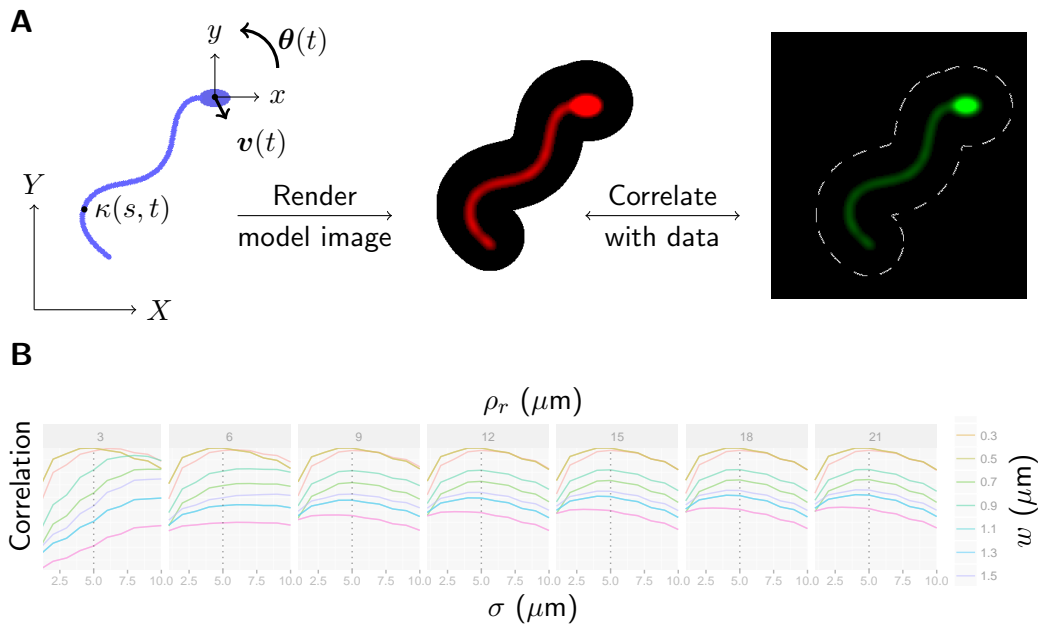 A
y
θ(t)
x
v(t)
Y
κ(s, t)
X
Render
model image
Correlate
with data
B
ρr (μm)
Correlation
3 6 9 12 15 18 21
2.5 5.0 7.5 10.0 2.5 5.0 7.5 10.0 2.5 5.0 7.5 10.0 2.5 5.0 7.5 10.0 2.5 5.0 7.5 10.0 2.5 5.0 7.5 10.0 2.5 5.0 7.5 10.0
σ (μm)
0.3
0.5
0.7
0.9
1.1
1.3
1.5
w (μm)